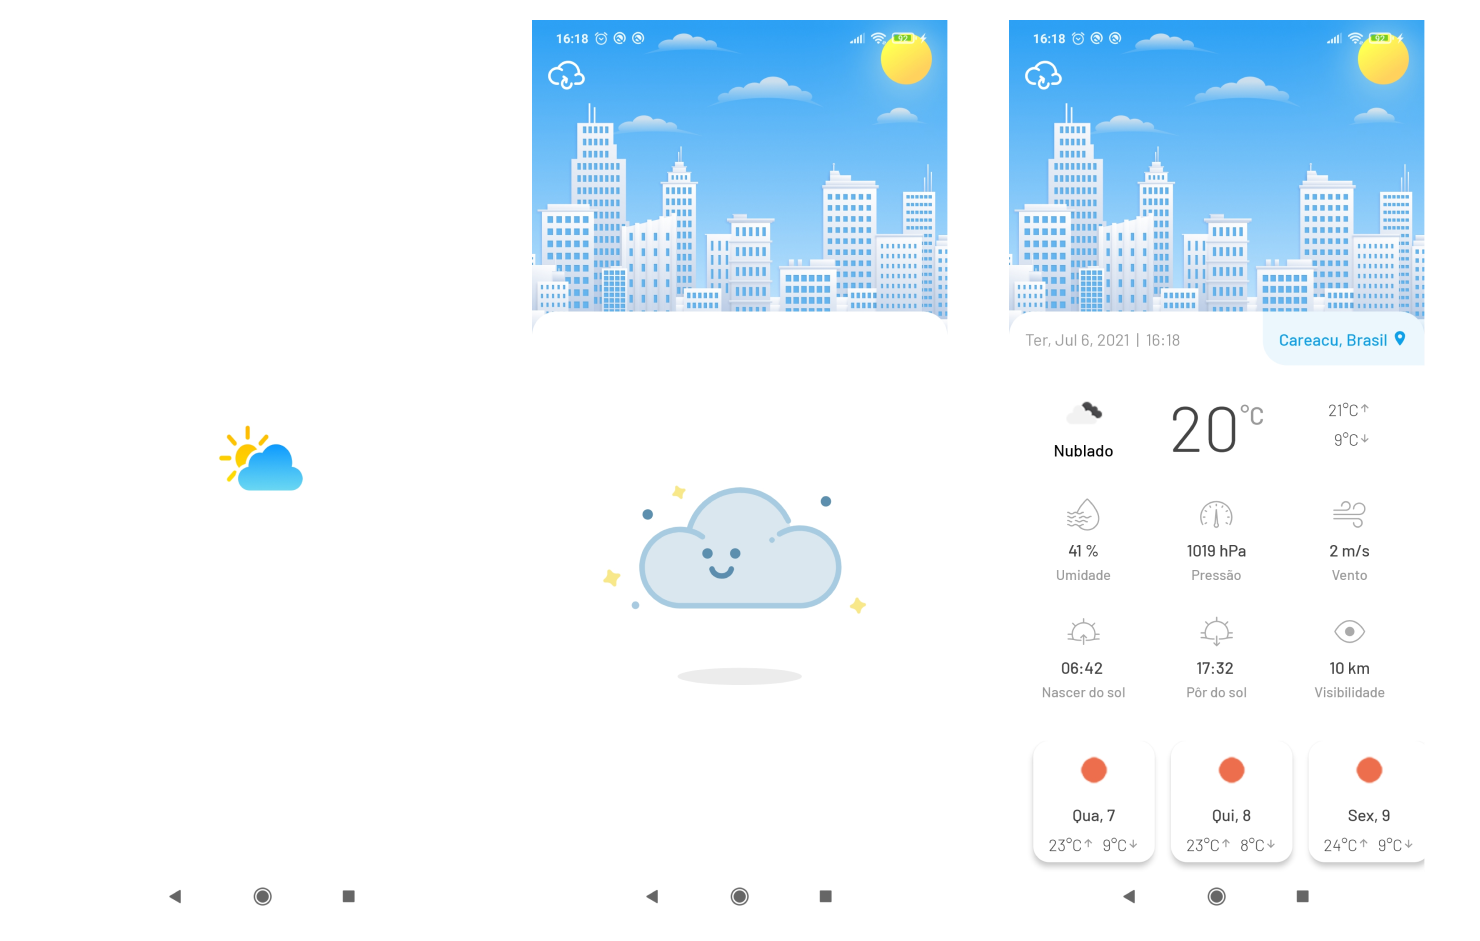 16:18
97
16:18
97
Ter, Jul 6, 2021 | 16:18
Careacu, Brasil
Nublado
20°C
21°C↑
9°C↓
41 %
1019 hPa
2 m/s
Umidade
Pressão
Vento
06:42
17:32
10 km
Nascer do sol
Pôr do sol
Visibilidade
Qua, 7
Qui, 8
Sex, 9
23°C↑ 9°C↓
23°C↑ 8°C↓
24°C↑ 9°C↓